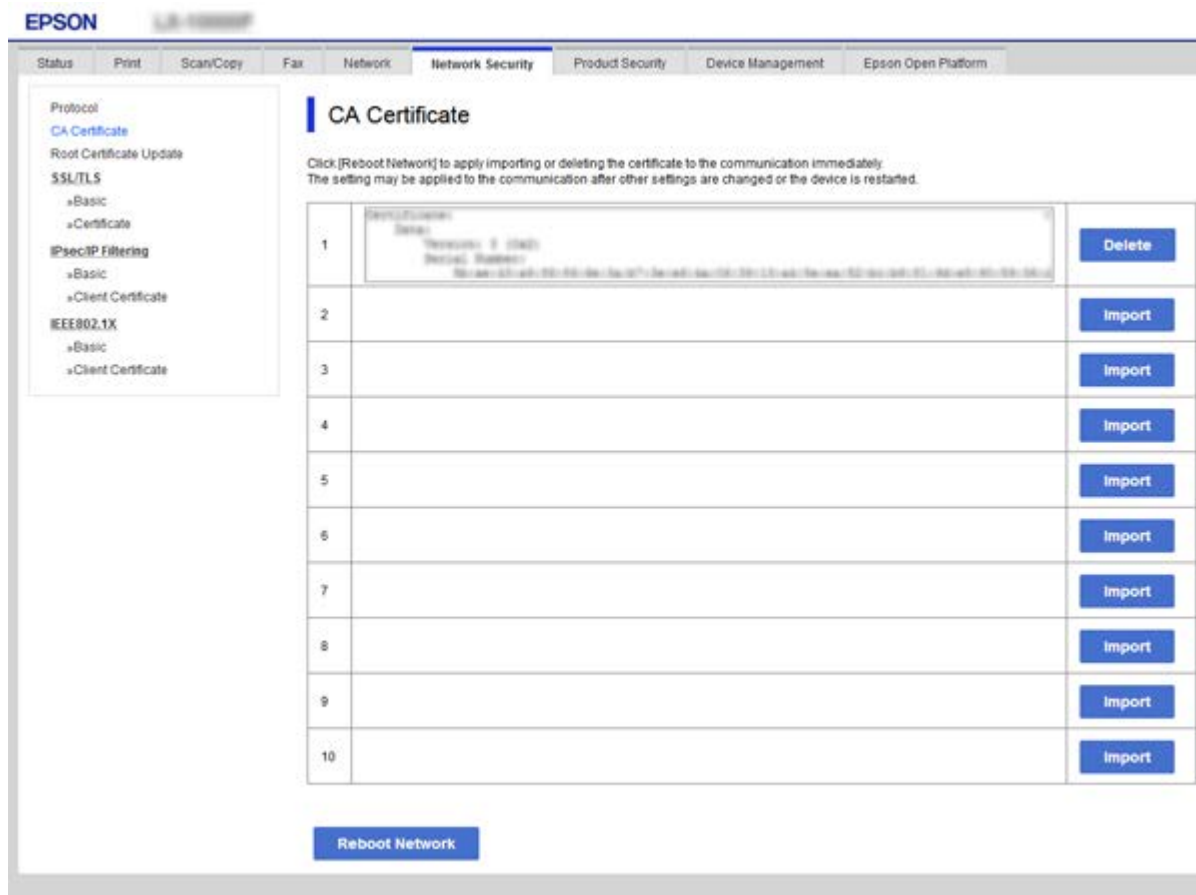 EPSON
Status Print Scan/Copy Fax Network Network Security Product Security Device Management Epson Open Platform
Protocol
CA Certificate
Root Certificate Update
SSL/TLS
»Basic
»Certificate
IPsec/IP Filtering
»Basic
»Client Certificate
IEEE802.1X
»Basic
»Client Certificate
CA Certificate
Click [Reboot Network] to apply importing or deleting the certificate to the communication immediately.
The setting may be applied to the communication after other settings are changed or the device is restarted.
Certificate:
Data:
1 Delete
Serial Number:
2 Import
3 Import
4 Import
5 Import
6 Import
7 Import
8 Import
9 Import
10 Import
Reboot Network